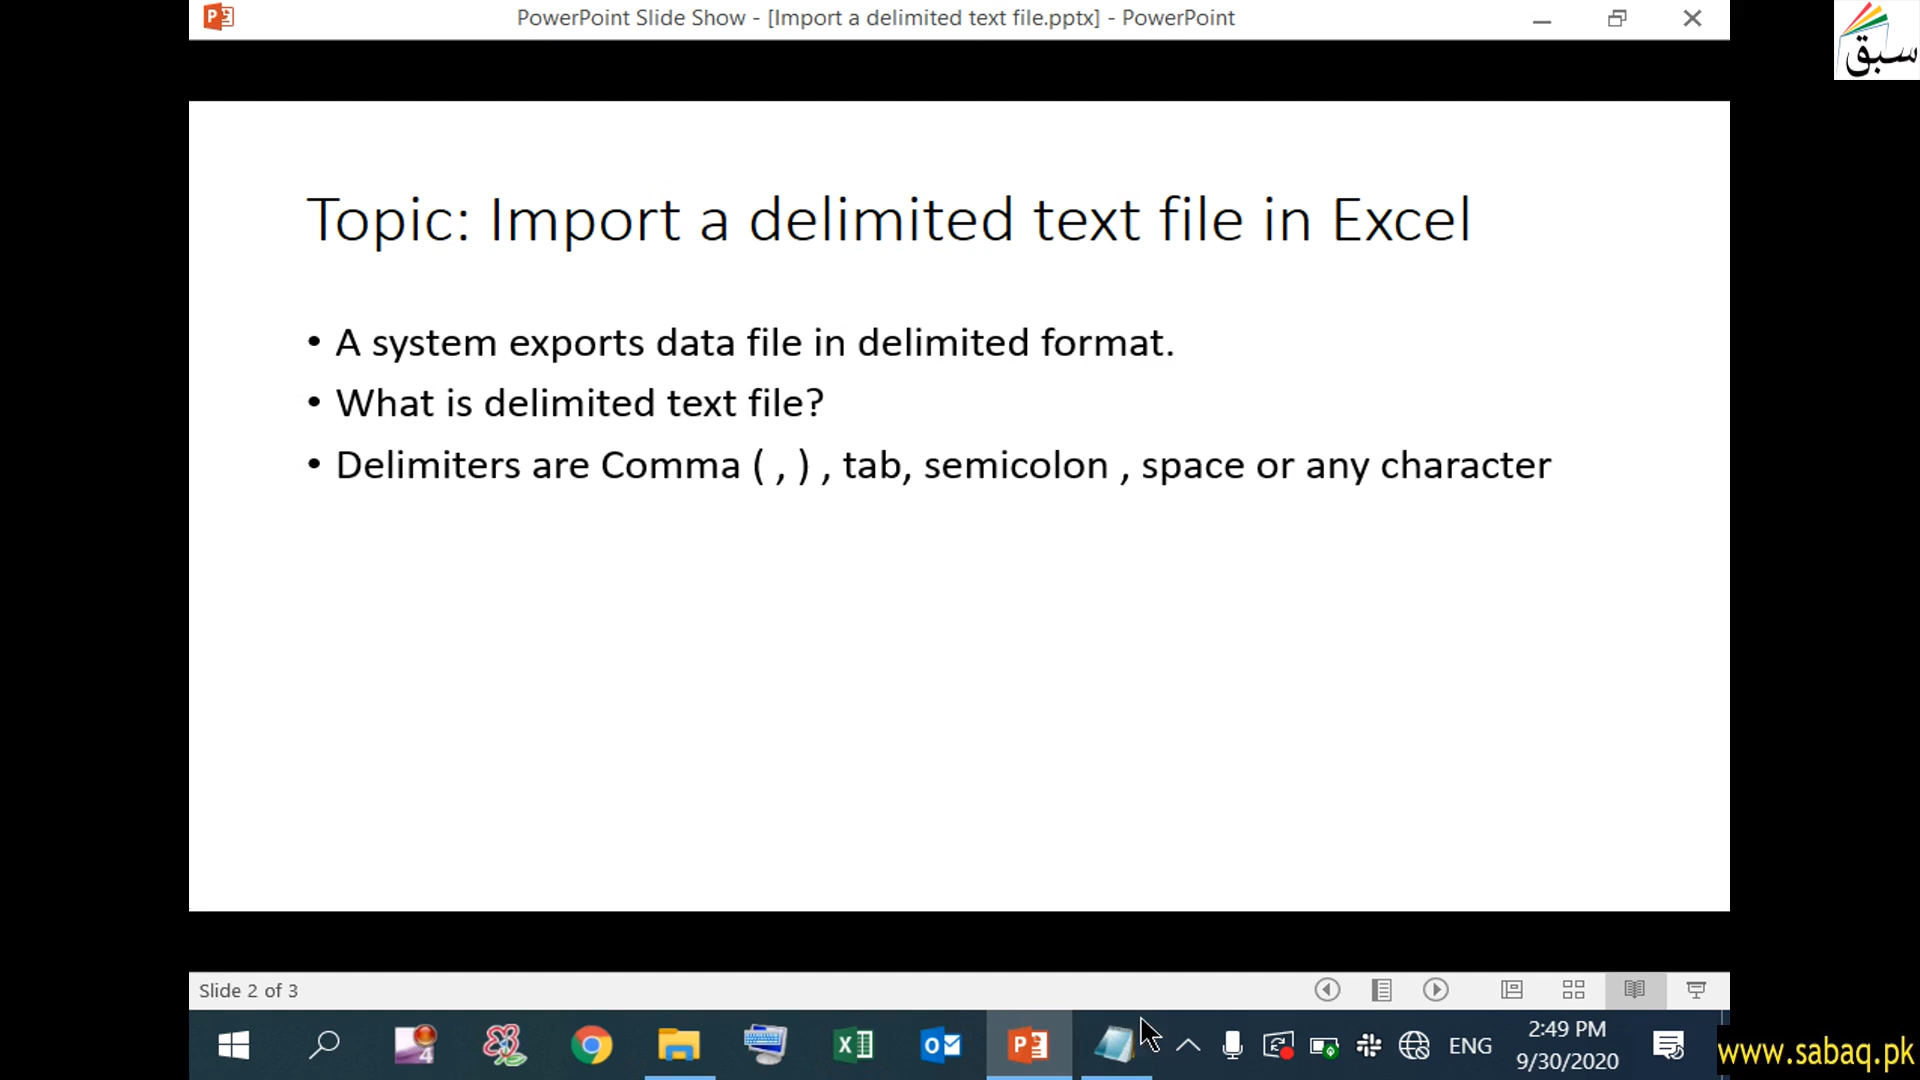 PowerPoint Slide Show - [Import a delimited text file.pptx] - PowerPoint
سبق
Topic: Import a delimited text file in Excel
• A system exports data file in delimited format.
• What is delimited text file?
• Delimiters are Comma ( , ) , tab, semicolon , space or any character
Slide 2 of 3
ENG
2:49 PM
9/30/2020
www.sabaq.pk